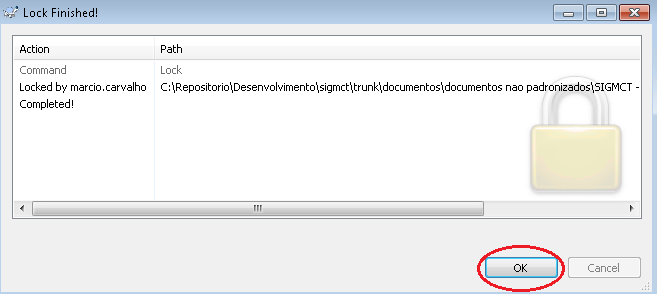 Lock Finished!
Action Path
Command Lock
Locked by marcio.carvalho C:\Repositorio\Desenvolvimento\sigmct\trunk\documentos\documentos nao padronizados\SIGMCT -
Completed!
OK Cancel